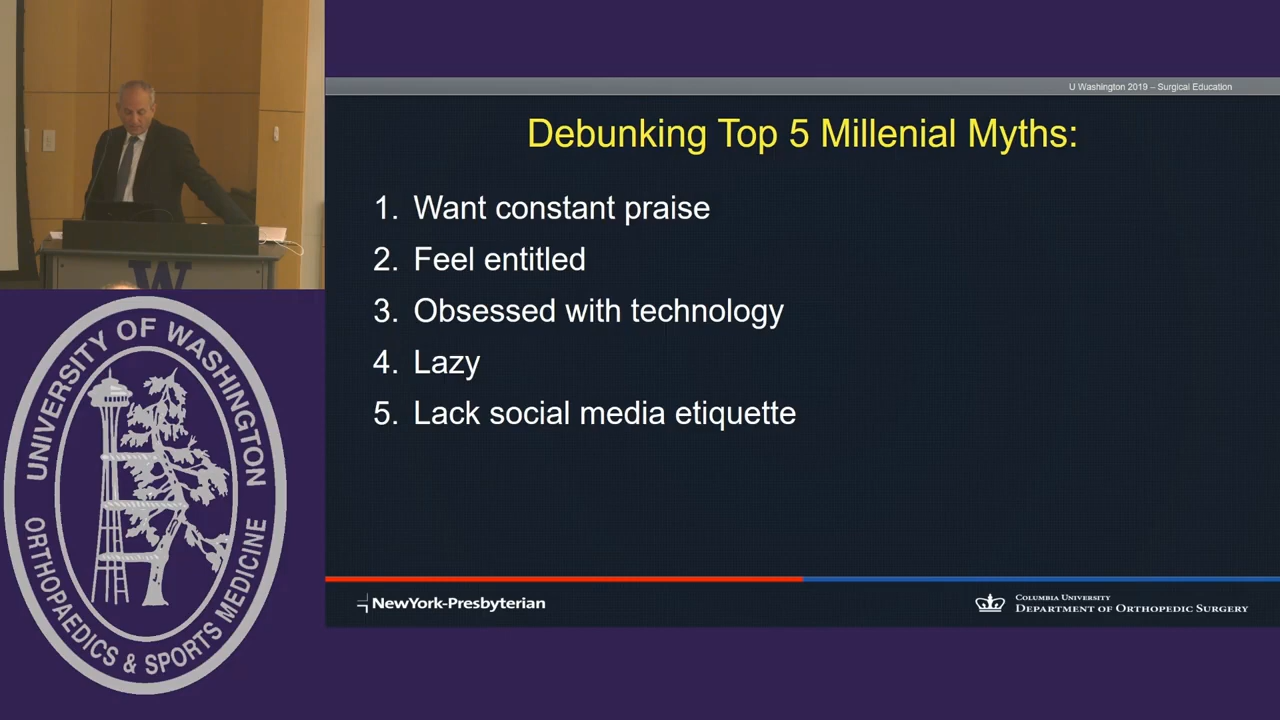 U Washington 2019 – Surgical Education
Debunking Top 5 Millenial Myths:
1. Want constant praise
2. Feel entitled
3. Obsessed with technology
4. Lazy
5. Lack social media etiquette
NewYork-Presbyterian
COLUMBIA UNIVERSITY
DEPARTMENT OF ORTHOPEDIC SURGERY
W
UNIVERSITY OF WASHINGTON
ORTHOPAEDICS & SPORTS MEDICINE